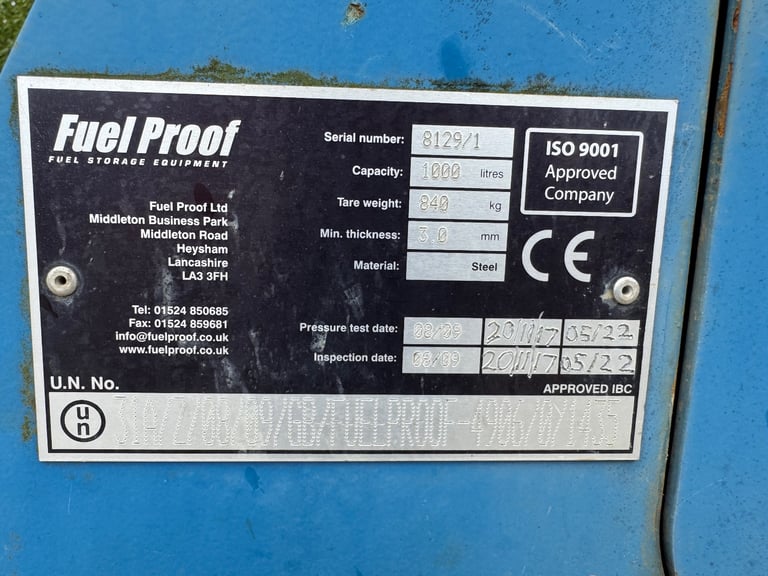 Fuel Proof
FUEL STORAGE EQUIPMENT
Fuel Proof Ltd
Middleton Business Park
Middleton Road
Heysham
Lancashire
LA3 3FH
Tel: 01524 850685
Fax: 01524 859681
info@fuelproof.co.uk
www.fuelproof.co.uk
Serial number: 8129/1
Capacity: 1000 litres
Tare weight: 840 kg
Min. thickness: 3.0 mm
Material: Steel
ISO 9001
Approved
Company
CE
Pressure test date: 08/09 20/11/17 05/22
Inspection date: 08/09 20/11/17 05/22
U.N. No.
APPROVED IBC
un